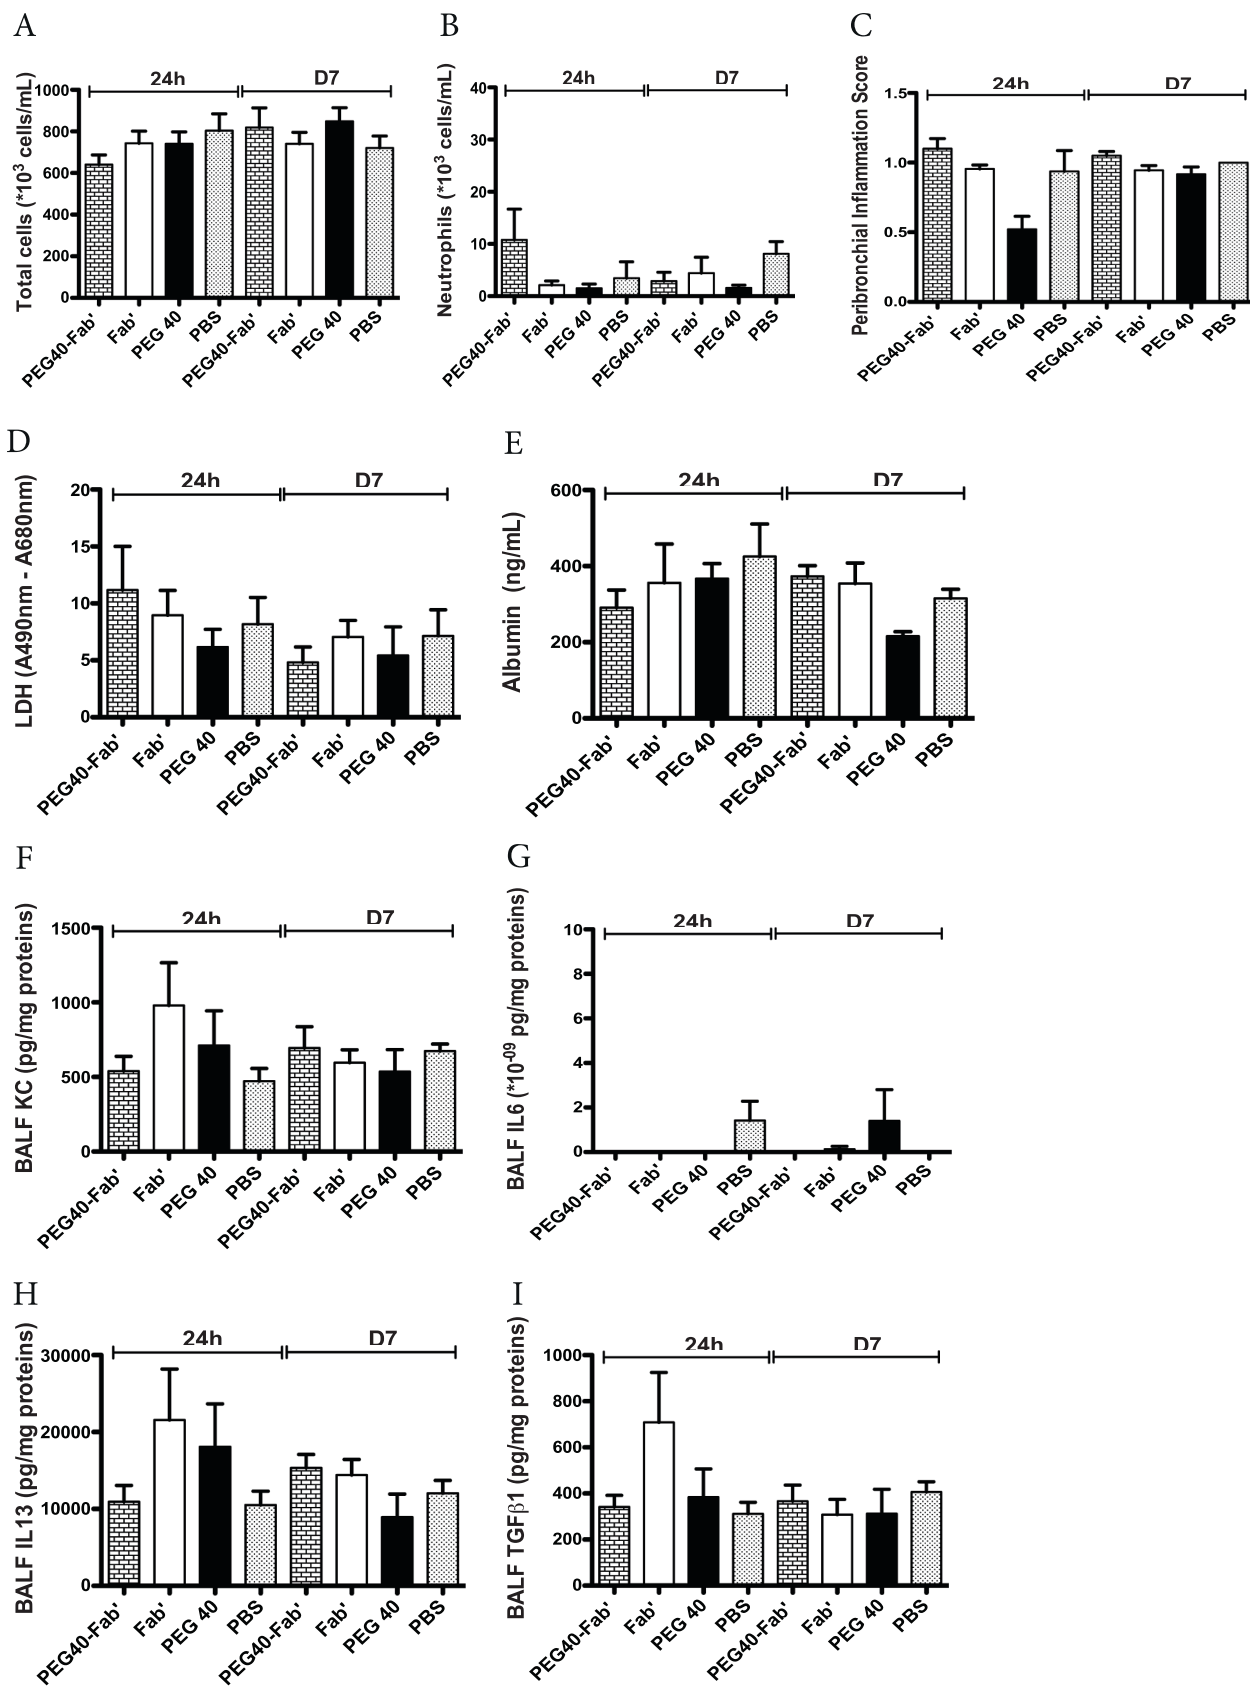 A
24h
D7
Total cells (*10³ cells/mL)
1000
800
600
400
200
0
PEG40-Fab'
Fab'
PEG 40
PBS
PEG40-Fab'
Fab'
PEG 40
PBS
B
24h
D7
Neutrophils (*10³ cells/mL)
40
30
20
10
0
PEG40-Fab'
Fab'
PEG 40
PBS
PEG40-Fab'
Fab'
PEG 40
PBS
C
24h
D7
Peribronchial Inflammation Score
1.5
1.0
0.5
0.0
PEG40-Fab'
Fab'
PEG 40
PBS
PEG40-Fab'
Fab'
PEG 40
PBS
D
24h
D7
LDH (A490nm - A680nm)
20
15
10
5
0
PEG40-Fab'
Fab'
PEG 40
PBS
PEG40-Fab'
Fab'
PEG 40
PBS
E
24h
D7
Albumin (ng/mL)
600
400
200
0
PEG40-Fab'
Fab'
PEG 40
PBS
PEG40-Fab'
Fab'
PEG 40
PBS
F
24h
D7
BALF KC (pg/mg proteins)
1500
1000
500
0
PEG40-Fab'
Fab'
PEG 40
PBS
PEG40-Fab'
Fab'
PEG 40
PBS
G
24h
D7
BALF IL6 (*10⁻⁰⁹ pg/mg proteins)
10
8
6
4
2
0
PEG40-Fab'
Fab'
PEG 40
PBS
PEG40-Fab'
Fab'
PEG 40
PBS
H
24h
D7
BALF IL13 (pg/mg proteins)
30000
20000
10000
0
PEG40-Fab'
Fab'
PEG 40
PBS
PEG40-Fab'
Fab'
PEG 40
PBS
I
24h
D7
BALF TGFβ1 (pg/mg proteins)
1000
800
600
400
200
0
PEG40-Fab'
Fab'
PEG 40
PBS
PEG40-Fab'
Fab'
PEG 40
PBS